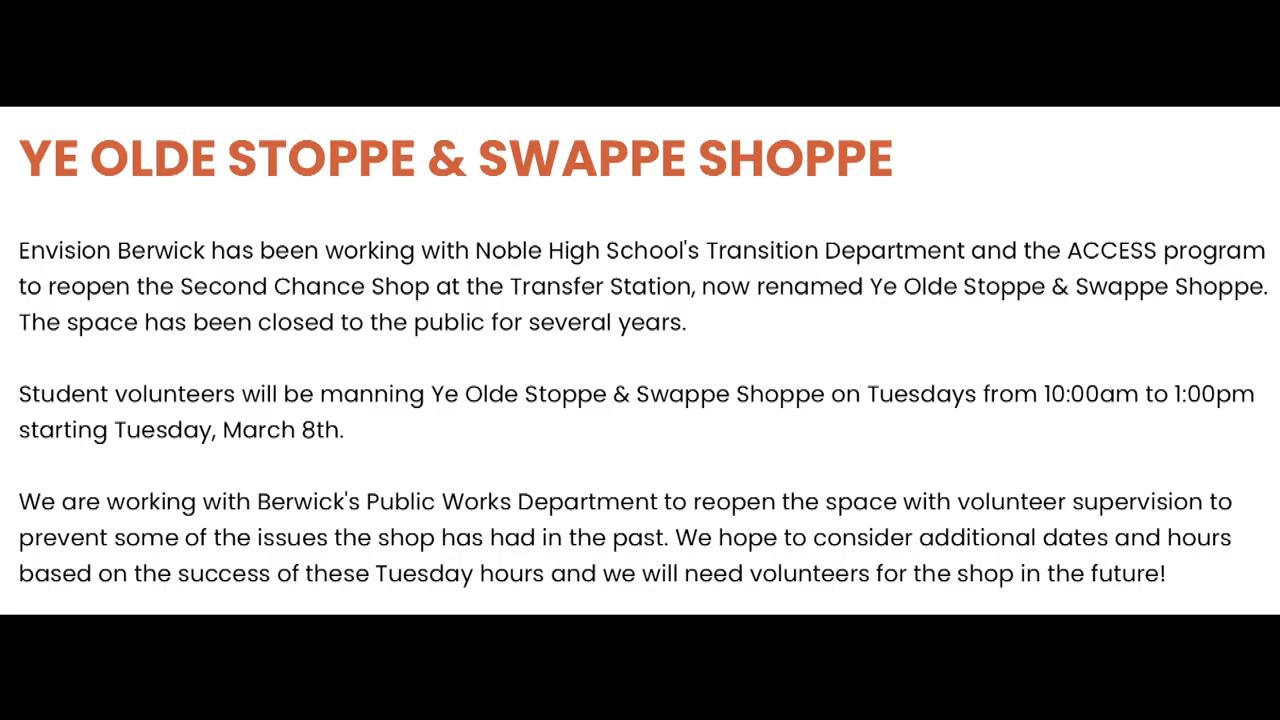 YE OLDE STOPPE & SWAPPE SHOPPE
Envision Berwick has been working with Noble High School's Transition Department and the ACCESS program
to reopen the Second Chance Shop at the Transfer Station, now renamed Ye Olde Stoppe & Swappe Shoppe.
The space has been closed to the public for several years.
Student volunteers will be manning Ye Olde Stoppe & Swappe Shoppe on Tuesdays from 10:00am to 1:00pm
starting Tuesday, March 8th.
We are working with Berwick's Public Works Department to reopen the space with volunteer supervision to
prevent some of the issues the shop has had in the past. We hope to consider additional dates and hours
based on the success of these Tuesday hours and we will need volunteers for the shop in the future!